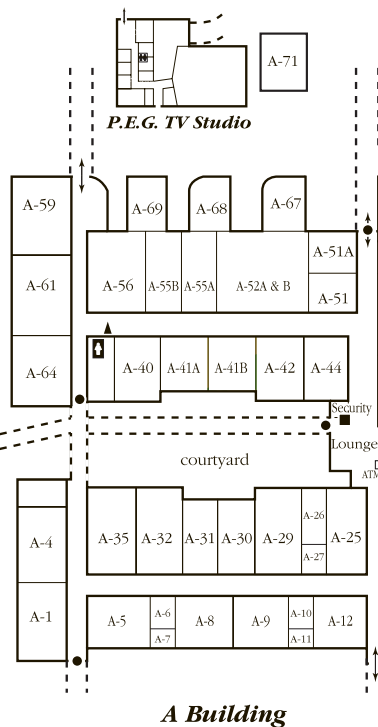 A-71
P.E.G. TV Studio
A-59
A-69
A-68
A-67
A-51A
A-61
A-56
A-55B
A-55A
A-52A & B
A-51
A-64
A-40
A-41A
A-41B
A-42
A-44
Security
Lounge
courtyard
ATM
A-4
A-35
A-32
A-31
A-30
A-29
A-26
A-27
A-25
A-1
A-5
A-6
A-7
A-8
A-9
A-10
A-11
A-12
A Building